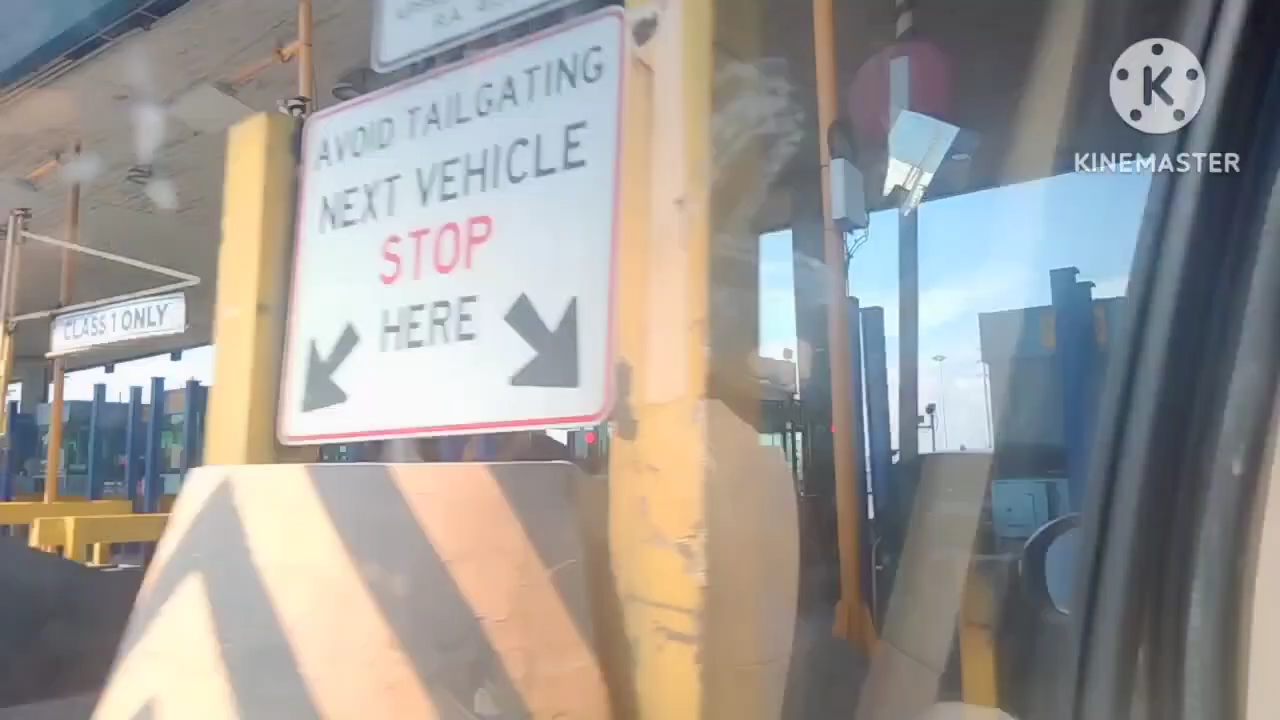 AVOID TAILGATING
NEXT VEHICLE
STOP
HERE
CLASS 1 ONLY
K
KINEMASTER